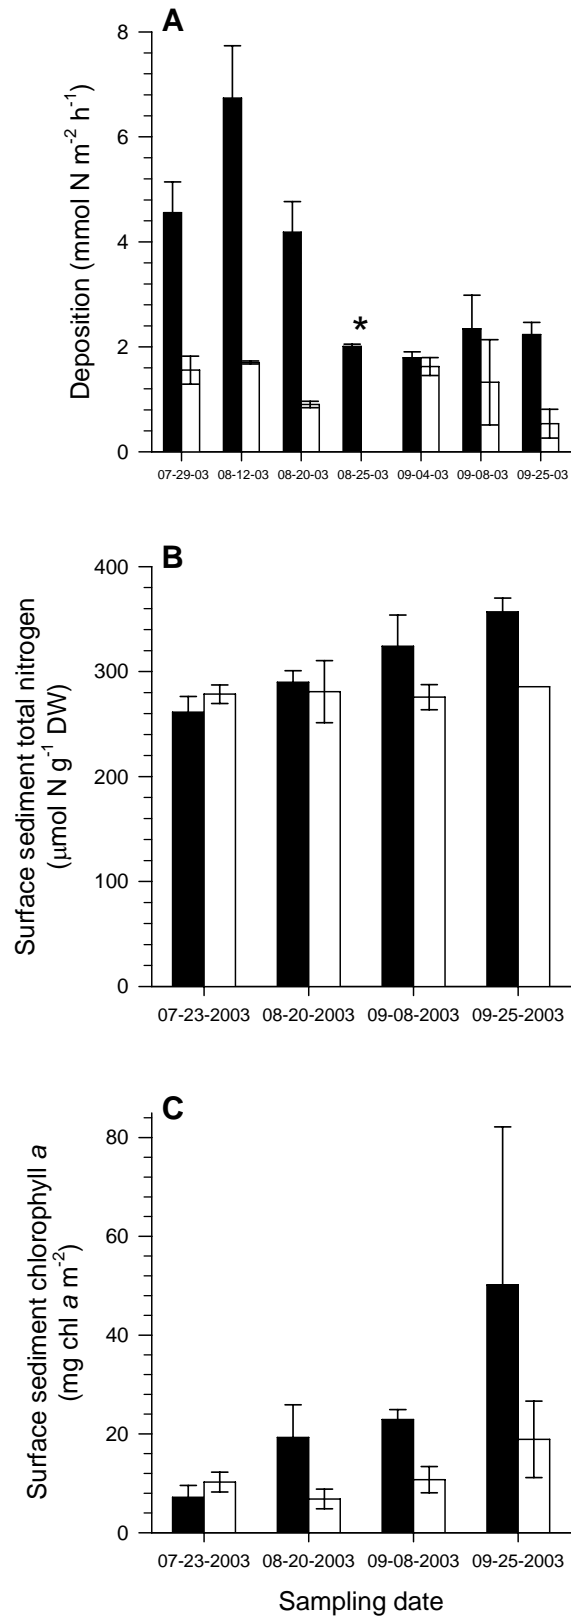 A
Deposition (mmol N m⁻² h⁻¹)
8
6
4
2
0
*
07-29-03 08-12-03 08-20-03 08-25-03 09-04-03 09-08-03 09-25-03
B
Surface sediment total nitrogen
(μmol N g⁻¹ DW)
400
300
200
100
0
07-23-2003 08-20-2003 09-08-2003 09-25-2003
C
Surface sediment chlorophyll a
(mg chl a m⁻²)
80
60
40
20
0
07-23-2003 08-20-2003 09-08-2003 09-25-2003
Sampling date